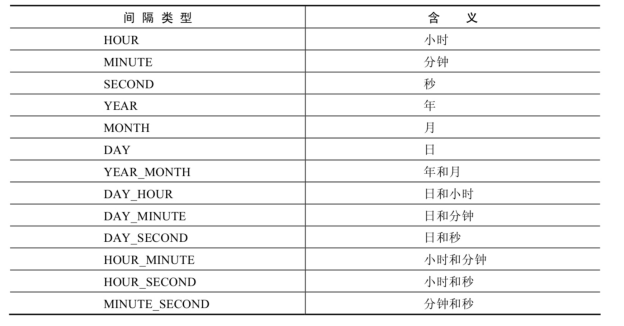 间隔类型 含 义
HOUR 小时
MINUTE 分钟
SECOND 秒
YEAR 年
MONTH 月
DAY 日
YEAR_MONTH 年和月
DAY_HOUR 日和小时
DAY_MINUTE 日和分钟
DAY_SECOND 日和秒
HOUR_MINUTE 小时和分钟
HOUR_SECOND 小时和秒
MINUTE_SECOND 分钟和秒